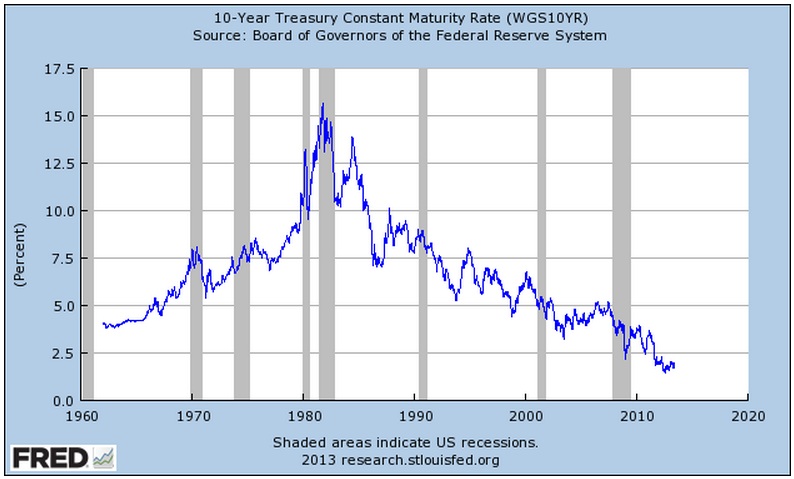 10-Year Treasury Constant Maturity Rate (WGS10YR)
Source: Board of Governors of the Federal Reserve System
17.5
15.0
12.5
10.0
7.5
5.0
2.5
0.0
(Percent)
1960 1970 1980 1990 2000 2010 2020
Shaded areas indicate US recessions.
2013 research.stlouisfed.org
FRED